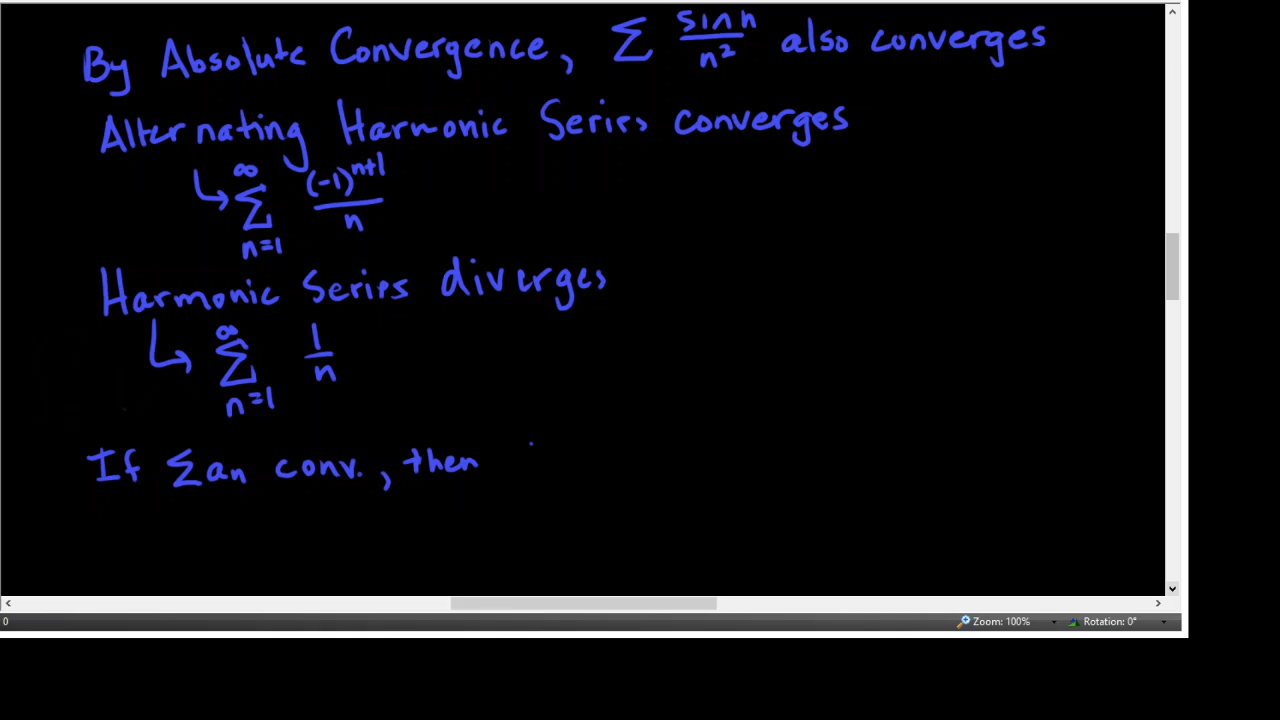 By Absolute Convergence, Σ sin n / n² also converges
Alternating Harmonic Series converges
∞
Σ (-1)^(n+1) / n
n=1
Harmonic Series diverges
∞
Σ 1 / n
n=1
If Σan conv., then
0
Zoom: 100%
Rotation: 0°